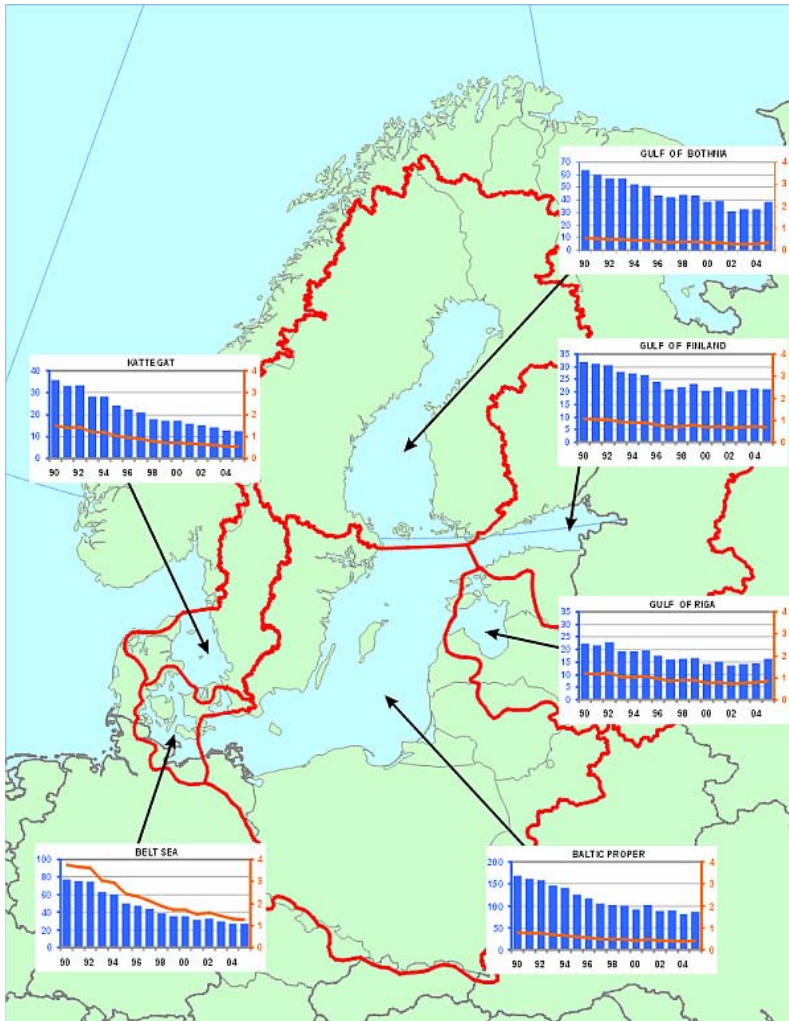 GULF OF BOTHNIA
70 60 50 40 30 20 10 0
4 3 2 1 0
90 92 94 96 98 00 02 04
GULF OF FINLAND
35 30 25 20 15 10 5 0
4 3 2 1 0
90 92 94 96 98 00 02 04
KATTEGAT
40 30 20 10 0
4 3 2 1 0
90 92 94 96 98 00 02 04
GULF OF RIGA
35 30 25 20 15 10 5 0
4 3 2 1 0
90 92 94 96 98 00 02 04
BELT SEA
100 80 60 40 20 0
4 3 2 1 0
90 92 94 96 98 00 02 04
BALTIC PROPER
200 150 100 50 0
4 3 2 1 0
90 92 94 96 98 00 02 04